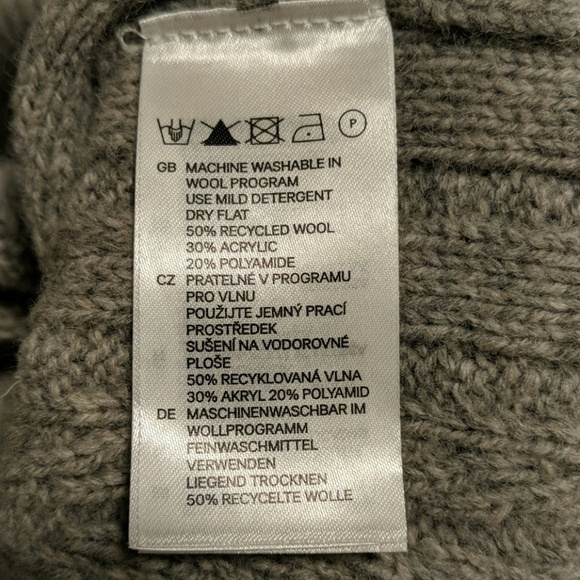 P
GB MACHINE WASHABLE IN
WOOL PROGRAM
USE MILD DETERGENT
DRY FLAT
50% RECYCLED WOOL
30% ACRYLIC
20% POLYAMIDE
CZ PRATELNÉ V PROGRAMU
PRO VLNU
POUŽIJTE JEMNÝ PRACÍ
PROSTŘEDEK
SUŠENÍ NA VODOROVNÉ
PLOŠE
50% RECYKLOVANÁ VLNA
30% AKRYL 20% POLYAMID
DE MASCHINENWASCHBAR IM
WOLLPROGRAMM
FEINWASCHMITTEL
VERWENDEN
LIEGEND TROCKNEN
50% RECYCELTE WOLLE